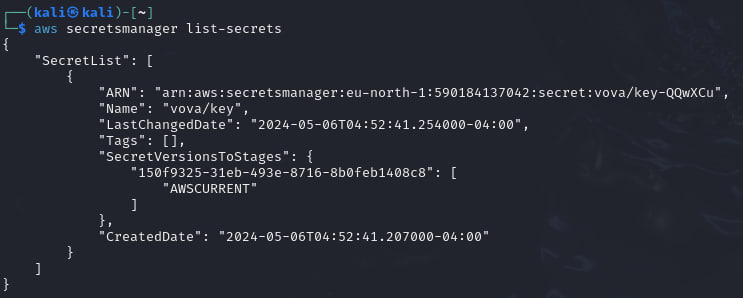 ┌──(kali㉿kali)-[~]
└─$ aws secretsmanager list-secrets
{
    "SecretList": [
        {
            "ARN": "arn:aws:secretsmanager:eu-north-1:590184137042:secret:vova/key-QQwXCu",
            "Name": "vova/key",
            "LastChangedDate": "2024-05-06T04:52:41.254000-04:00",
            "Tags": [],
            "SecretVersionsToStages": {
                "150f9325-31eb-493e-8716-8b0feb1408c8": [
                    "AWSCURRENT"
                ]
            },
            "CreatedDate": "2024-05-06T04:52:41.207000-04:00"
        }
    ]
}